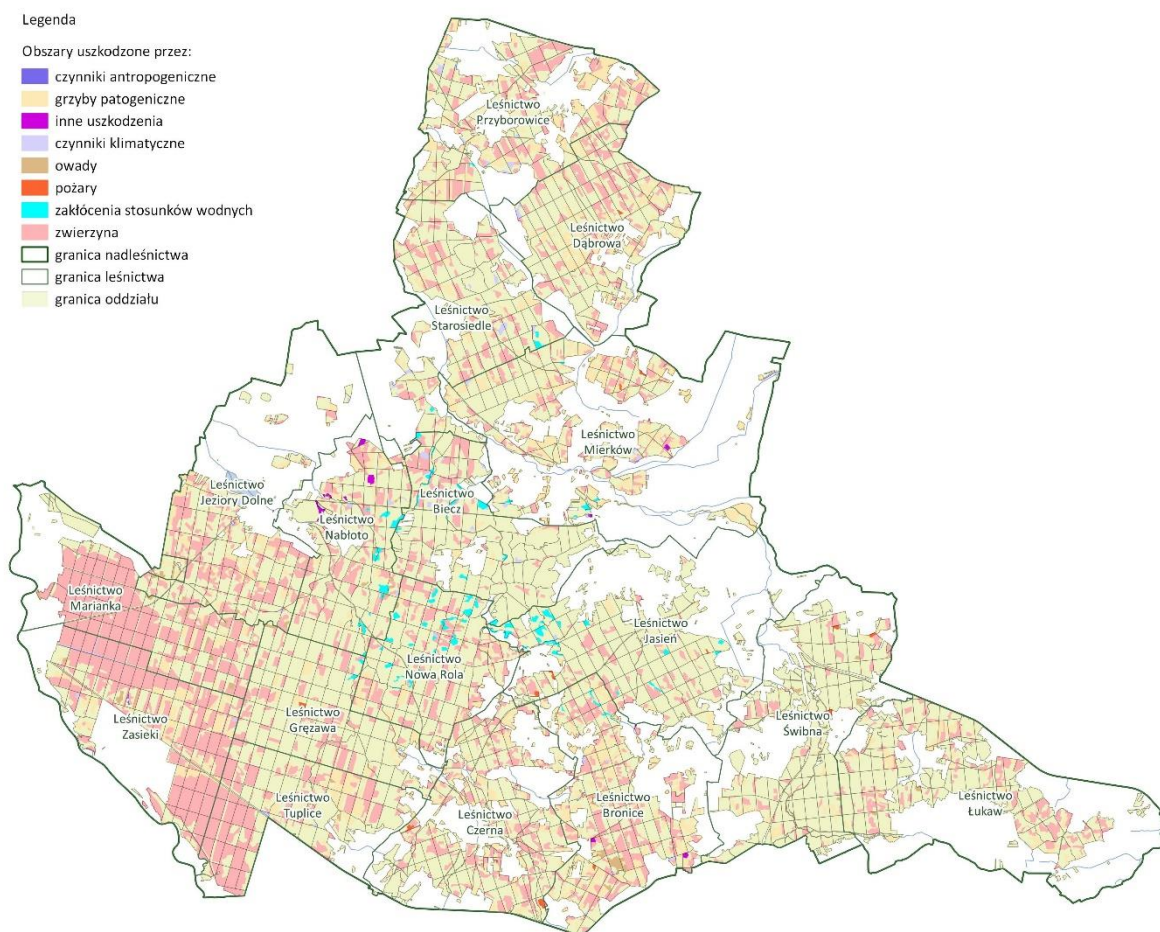 Legenda
Obszary uszkodzone przez:
czynniki antropogeniczne
grzyby patogeniczne
inne uszkodzenia
czynniki klimatyczne
owady
pożary
zakłócenia stosunków wodnych
zwierzyna
granica nadleśnictwa
granica leśnictwa
granica oddziału
Leśnictwo
Przyborowice
Leśnictwo
Dąbrowa
Leśnictwo
Starosiedle
Leśnictwo
Mierków
Leśnictwo
Jeziory Dolne
Leśnictwo
Biecz
Leśnictwo
Nabłoto
Leśnictwo
Marianka
Leśnictwo
Jasień
Leśnictwo
Nowa Rola
Leśnictwo
Zasieki
Leśnictwo
Gręzawa
Leśnictwo
Świbna
Leśnictwo
Tuplice
Leśnictwo
Czerna
Leśnictwo
Bronice
Leśnictwo
Łukaw